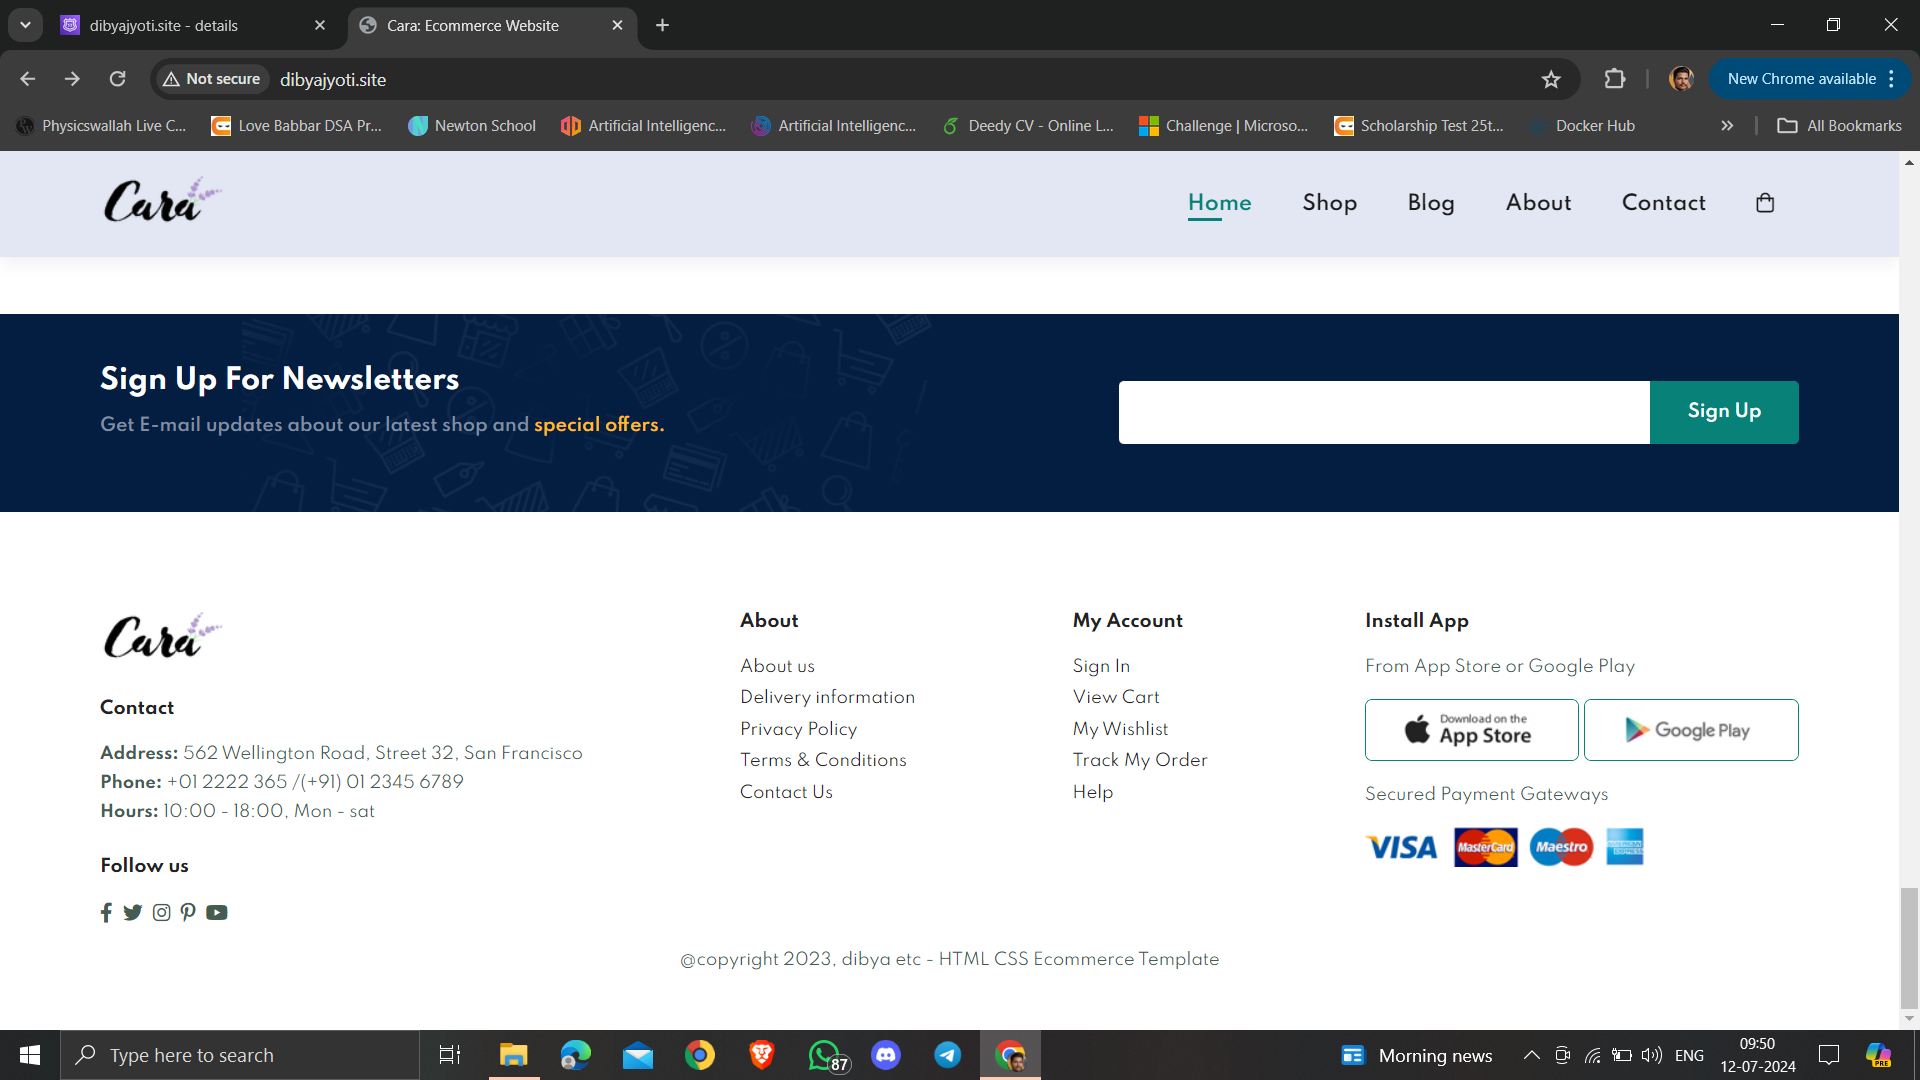 dibyajyoti.site - details
Cara: Ecommerce Website
Not secure
dibyajyoti.site
New Chrome available
Physicswallah Live C...
Love Babbar DSA Pr...
Newton School
Artificial Intelligenc...
Artificial Intelligenc...
Deedy CV - Online L...
Challenge | Microso...
Scholarship Test 25t...
Docker Hub
All Bookmarks
Cara
Home
Shop
Blog
About
Contact
Sign Up For Newsletters
Get E-mail updates about our latest shop and special offers.
Sign Up
Cara
Contact
Address: 562 Wellington Road, Street 32, San Francisco
Phone: +01 2222 365 /(+91) 01 2345 6789
Hours: 10:00 - 18:00, Mon - sat
Follow us
About
About us
Delivery information
Privacy Policy
Terms & Conditions
Contact Us
My Account
Sign In
View Cart
My Wishlist
Track My Order
Help
Install App
From App Store or Google Play
Download on the
App Store
Google Play
Secured Payment Gateways
VISA
MasterCard
Maestro
AMERICAN
EXPRESS
@copyright 2023, dibya etc - HTML CSS Ecommerce Template
Type here to search
87
Morning news
ENG
09:50
12-07-2024
PRE